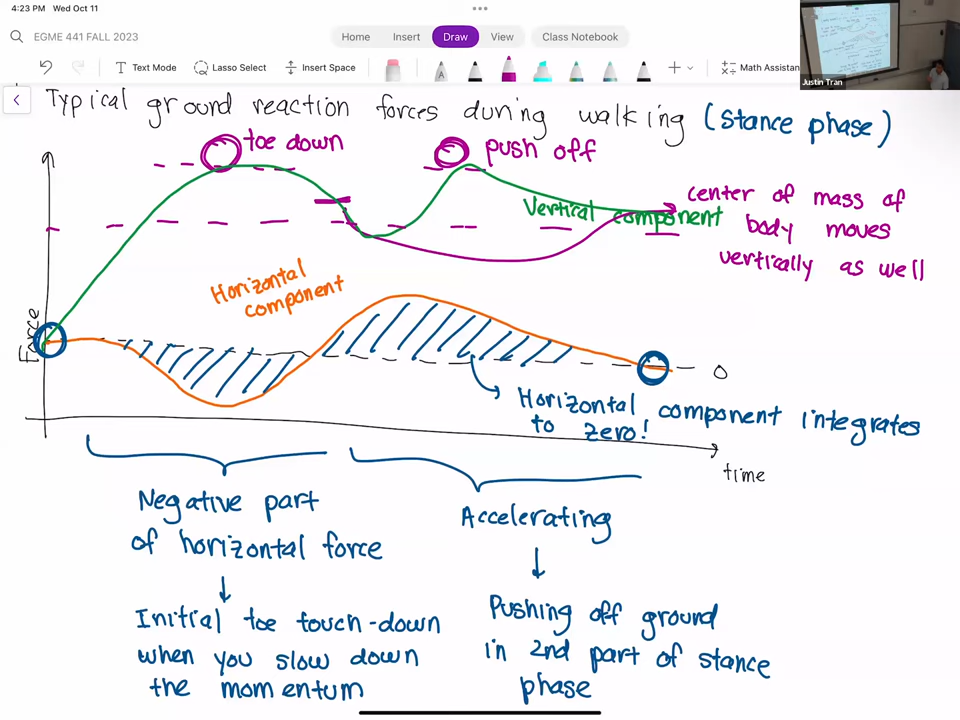 4:23 PM Wed Oct 11
EGME 441 FALL 2023
Home Insert Draw View Class Notebook
Text Mode Lasso Select Insert Space Math Assistan
Justin Tran
Typical ground reaction forces during walking (stance phase)
toe down
push off
Vertical component
center of mass of
body moves
vertically as well
Horizontal
component
Force
0
Horizontal component integrates
to zero!
time
Negative part
of horizontal force
Accelerating
Initial toe touch-down
when you slow down
the momentum
Pushing off ground
in 2nd part of stance
phase